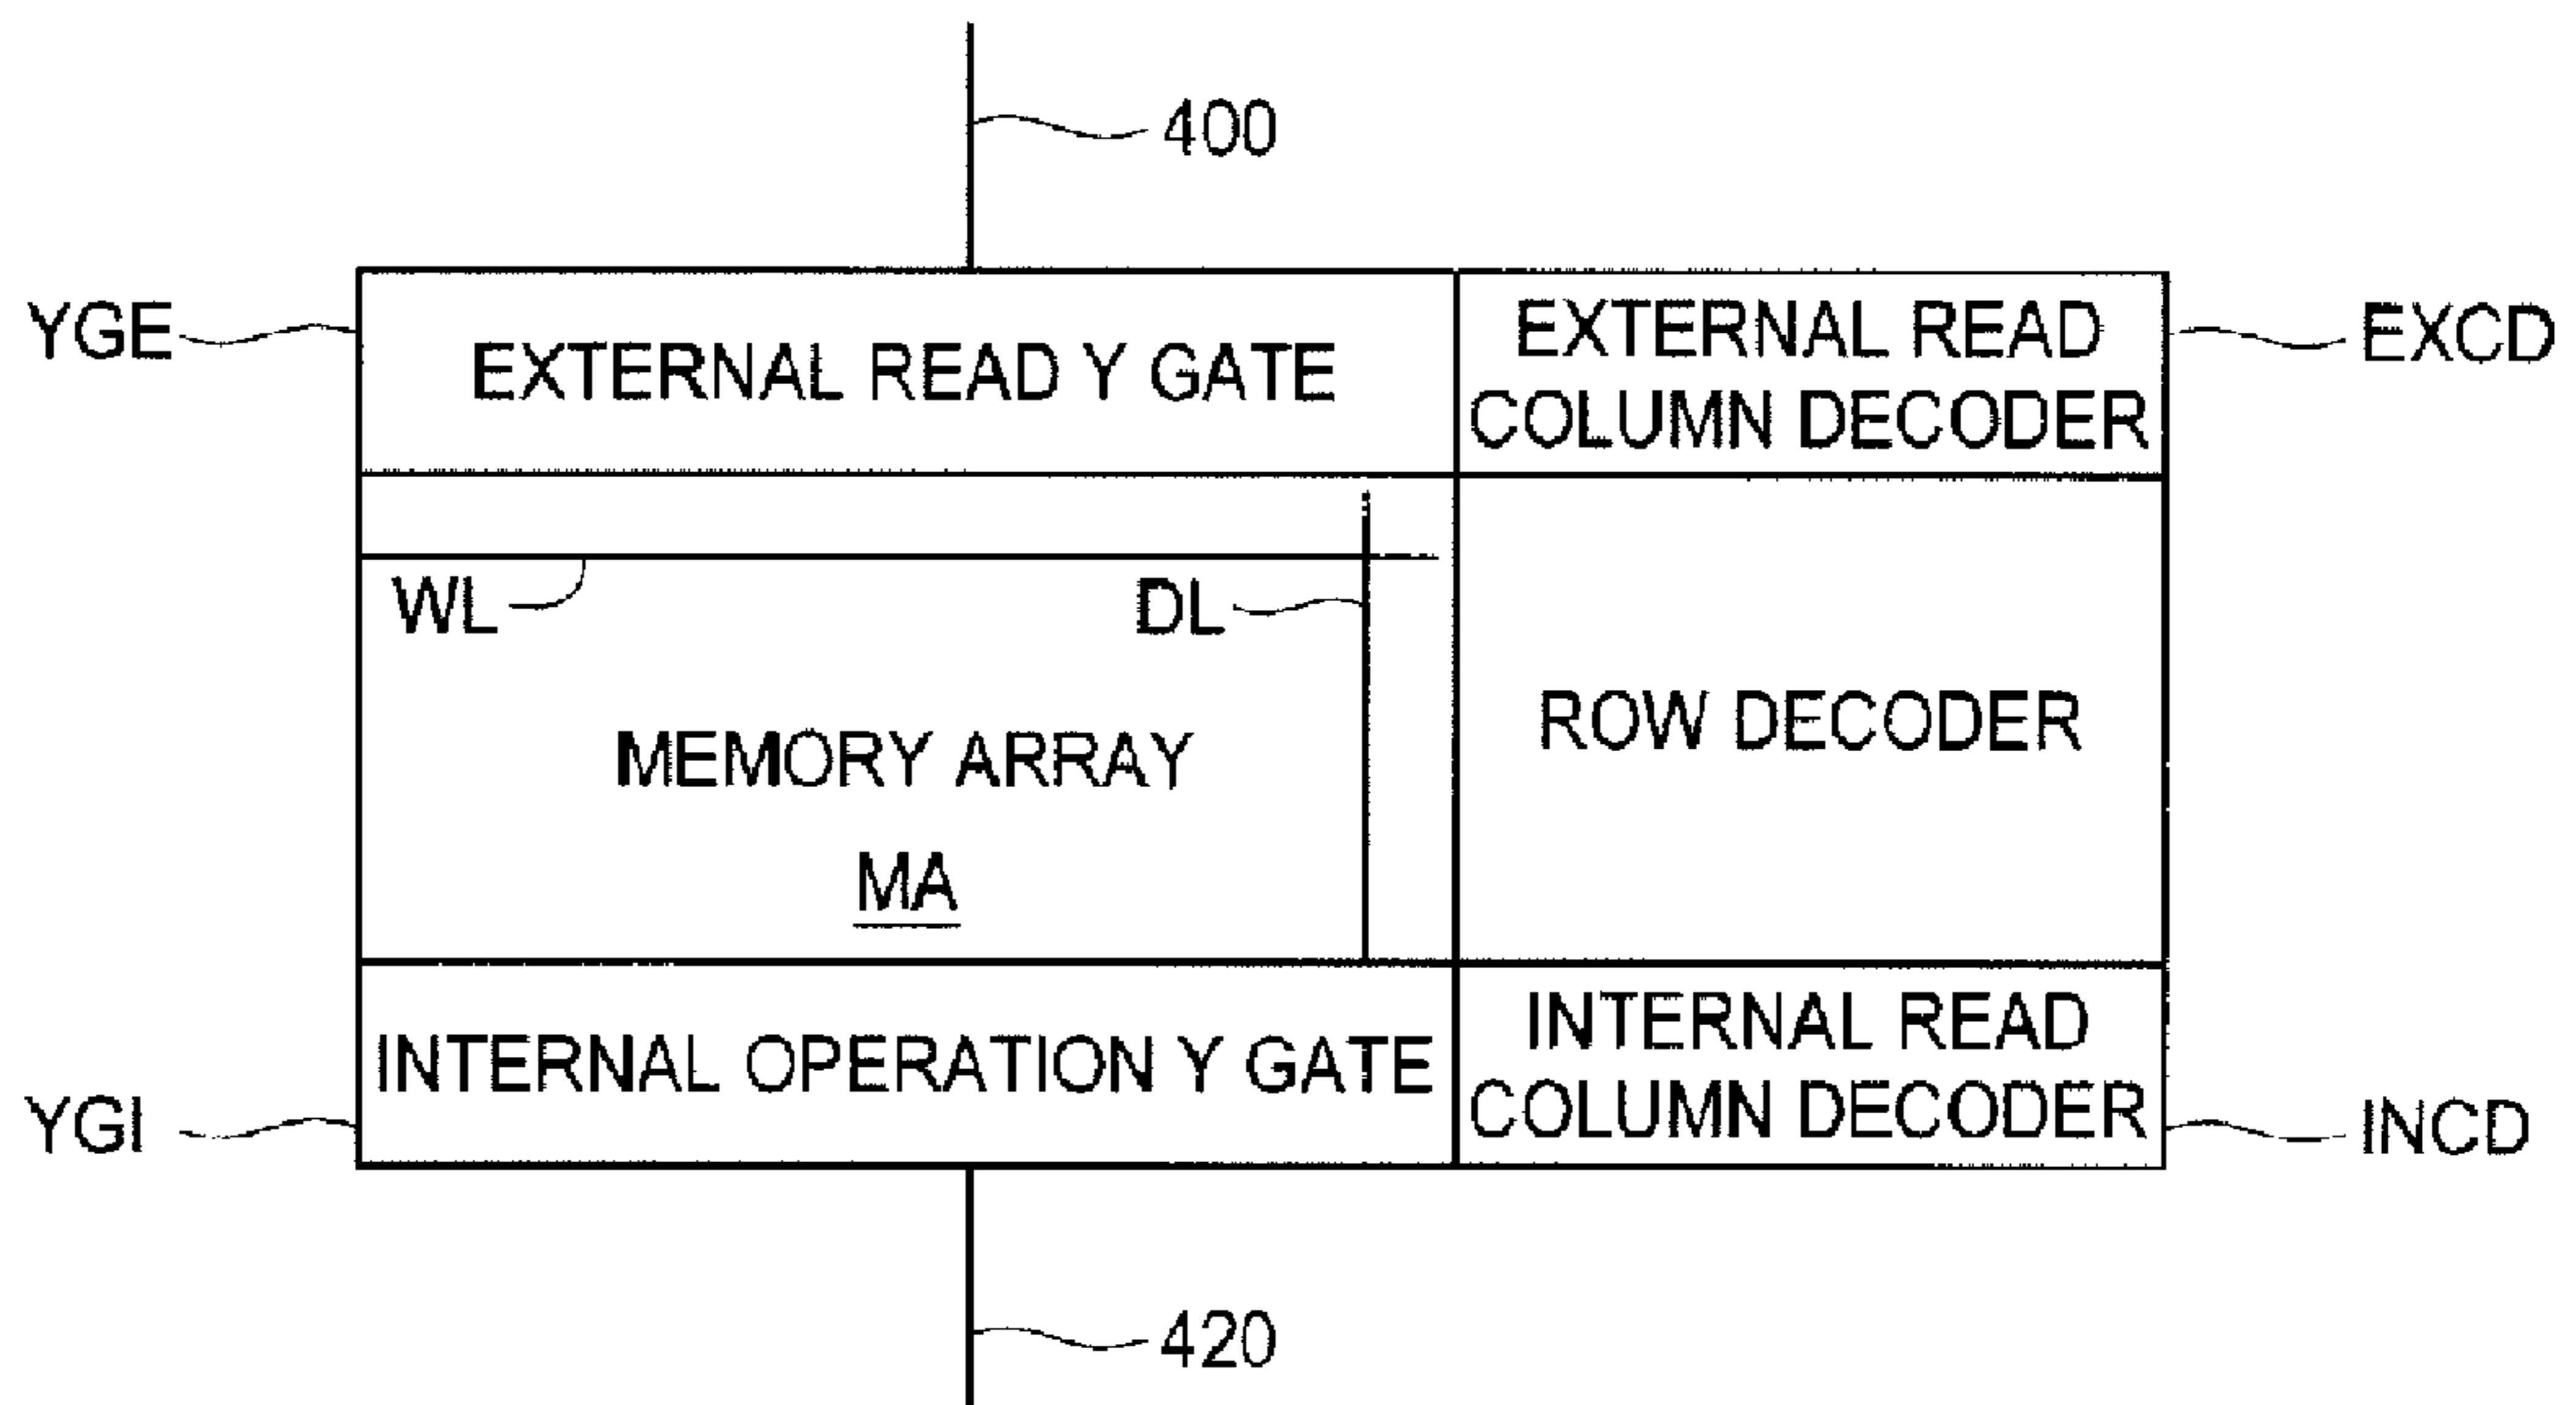 400
YGE
EXTERNAL READ Y GATE
EXTERNAL READ
COLUMN DECODER
EXCD
WL
DL
MEMORY ARRAY
MA
ROW DECODER
YGI
INTERNAL OPERATION Y GATE
INTERNAL READ
COLUMN DECODER
INCD
420